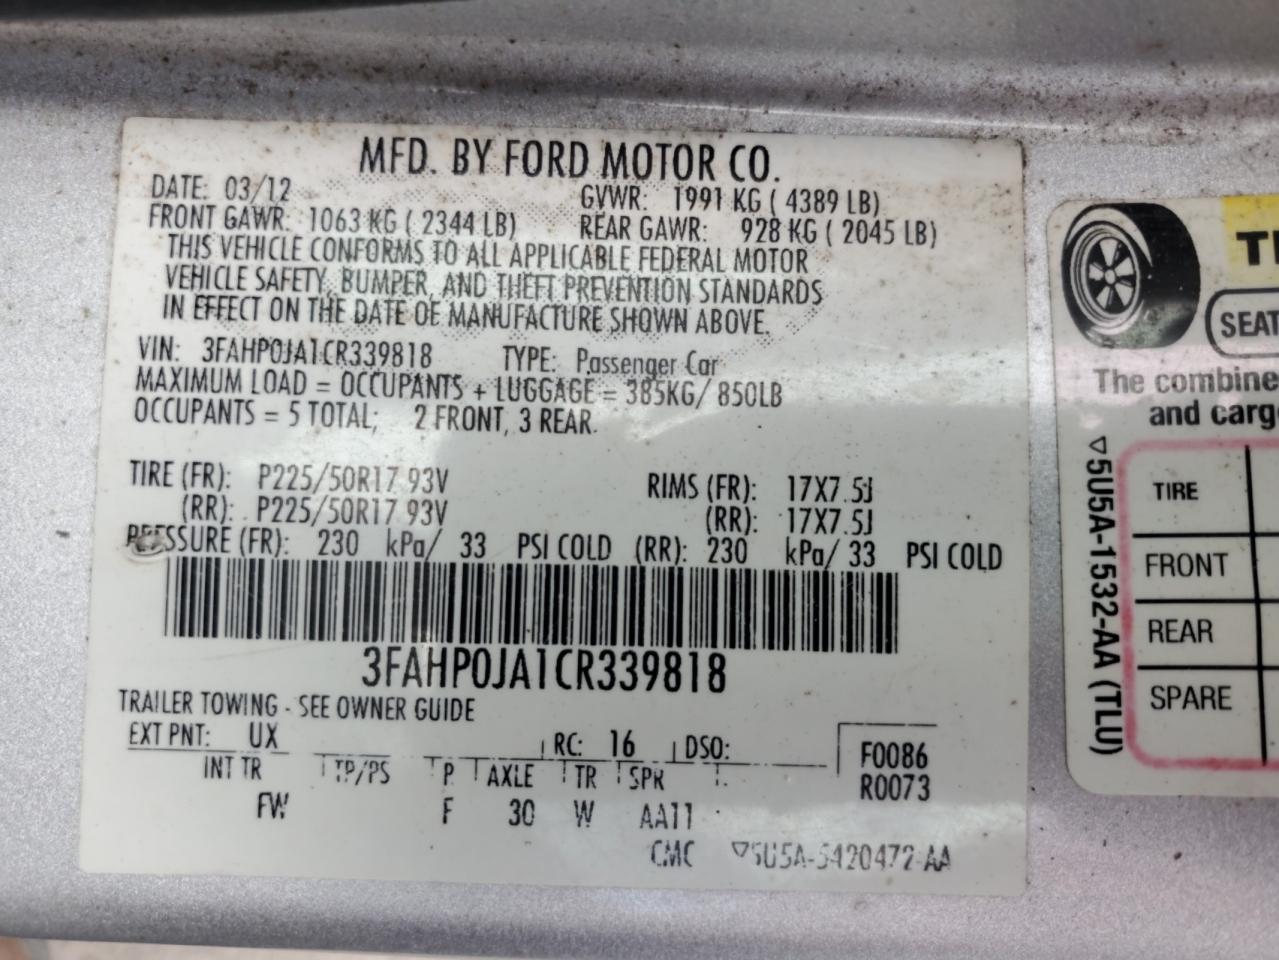 MFD. BY FORD MOTOR CO.
DATE: 03/12 GVWR: 1991 KG ( 4389 LB)
FRONT GAWR: 1063 KG ( 2344 LB) REAR GAWR: 928 KG ( 2045 LB)
THIS VEHICLE CONFORMS TO ALL APPLICABLE FEDERAL MOTOR
VEHICLE SAFETY, BUMPER, AND THEFT PREVENTION STANDARDS
IN EFFECT ON THE DATE OF MANUFACTURE SHOWN ABOVE.
VIN: 3FAHP0JA1CR339818 TYPE: Passenger Car
MAXIMUM LOAD = OCCUPANTS + LUGGAGE = 385KG/ 850LB
OCCUPANTS = 5 TOTAL; 2 FRONT, 3 REAR.
TIRE (FR): P225/50R17 93V RIMS (FR): 17X7.5J
(RR): P225/50R17 93V (RR): 17X7.5J
PRESSURE (FR): 230 kPa/ 33 PSI COLD (RR): 230 kPa/ 33 PSI COLD
3FAHP0JA1CR339818
TRAILER TOWING - SEE OWNER GUIDE
EXT PNT: UX RC: 16 DSO: F0086
INT TR TP/PS P AXLE TR SPR R0073
FW F 30 W AA11
CMC ▽5U5A-5420472-AA
SEAT
The combine
and carg
▽5U5A-1532-AA (TLU)
TIRE
FRONT
REAR
SPARE